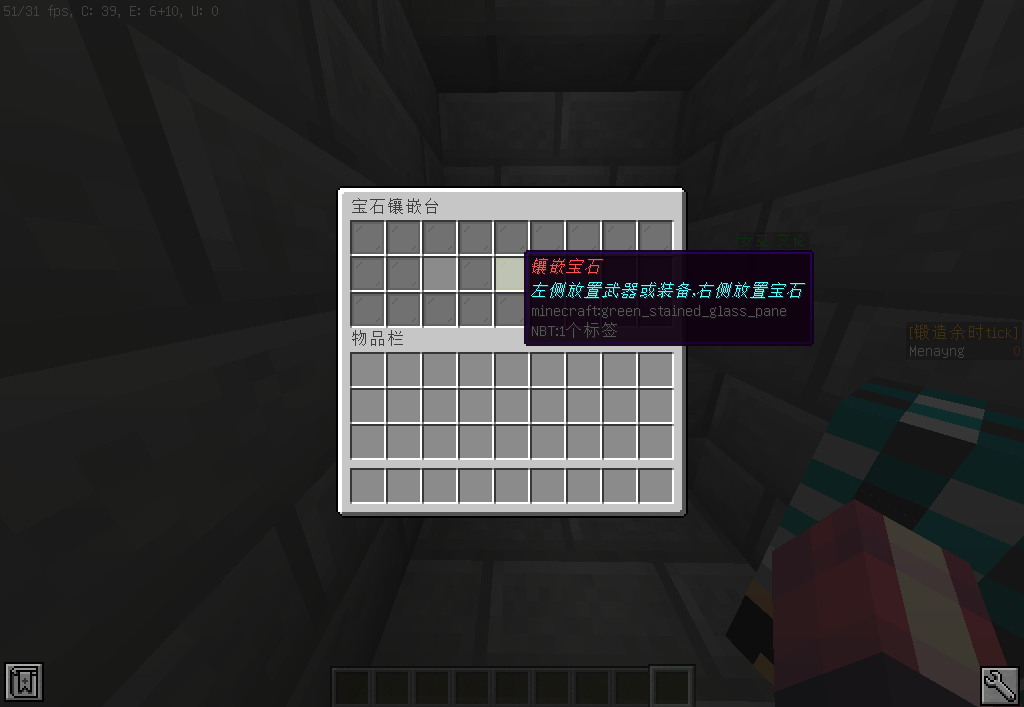 51/31 fps, C: 39, E: 6+10, U: 0
宝石镶嵌台
镶嵌宝石
左侧放置武器或装备,右侧放置宝石
minecraft:green_stained_glass_pane
NBT:1个标签
物品栏
[锻造余时tick]
Menayng 0